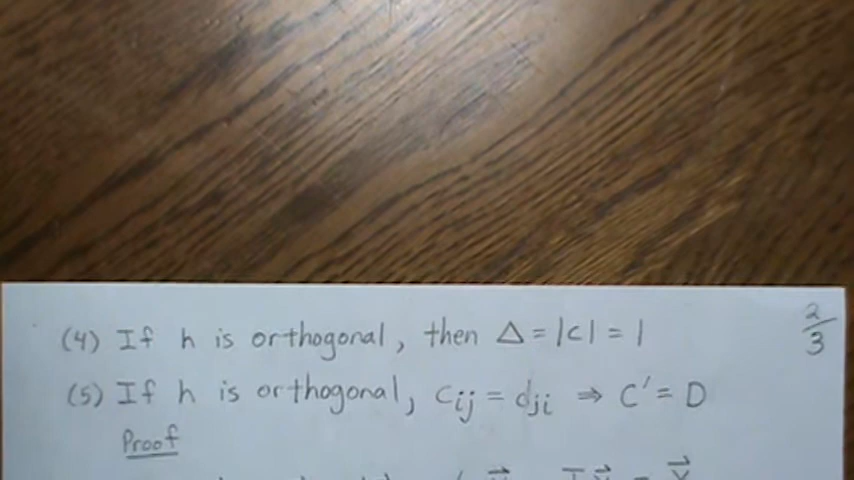 (4) If h is orthogonal, then Δ = |C| = 1
2/3
(5) If h is orthogonal, cij = dji ⇒ C' = D
Proof